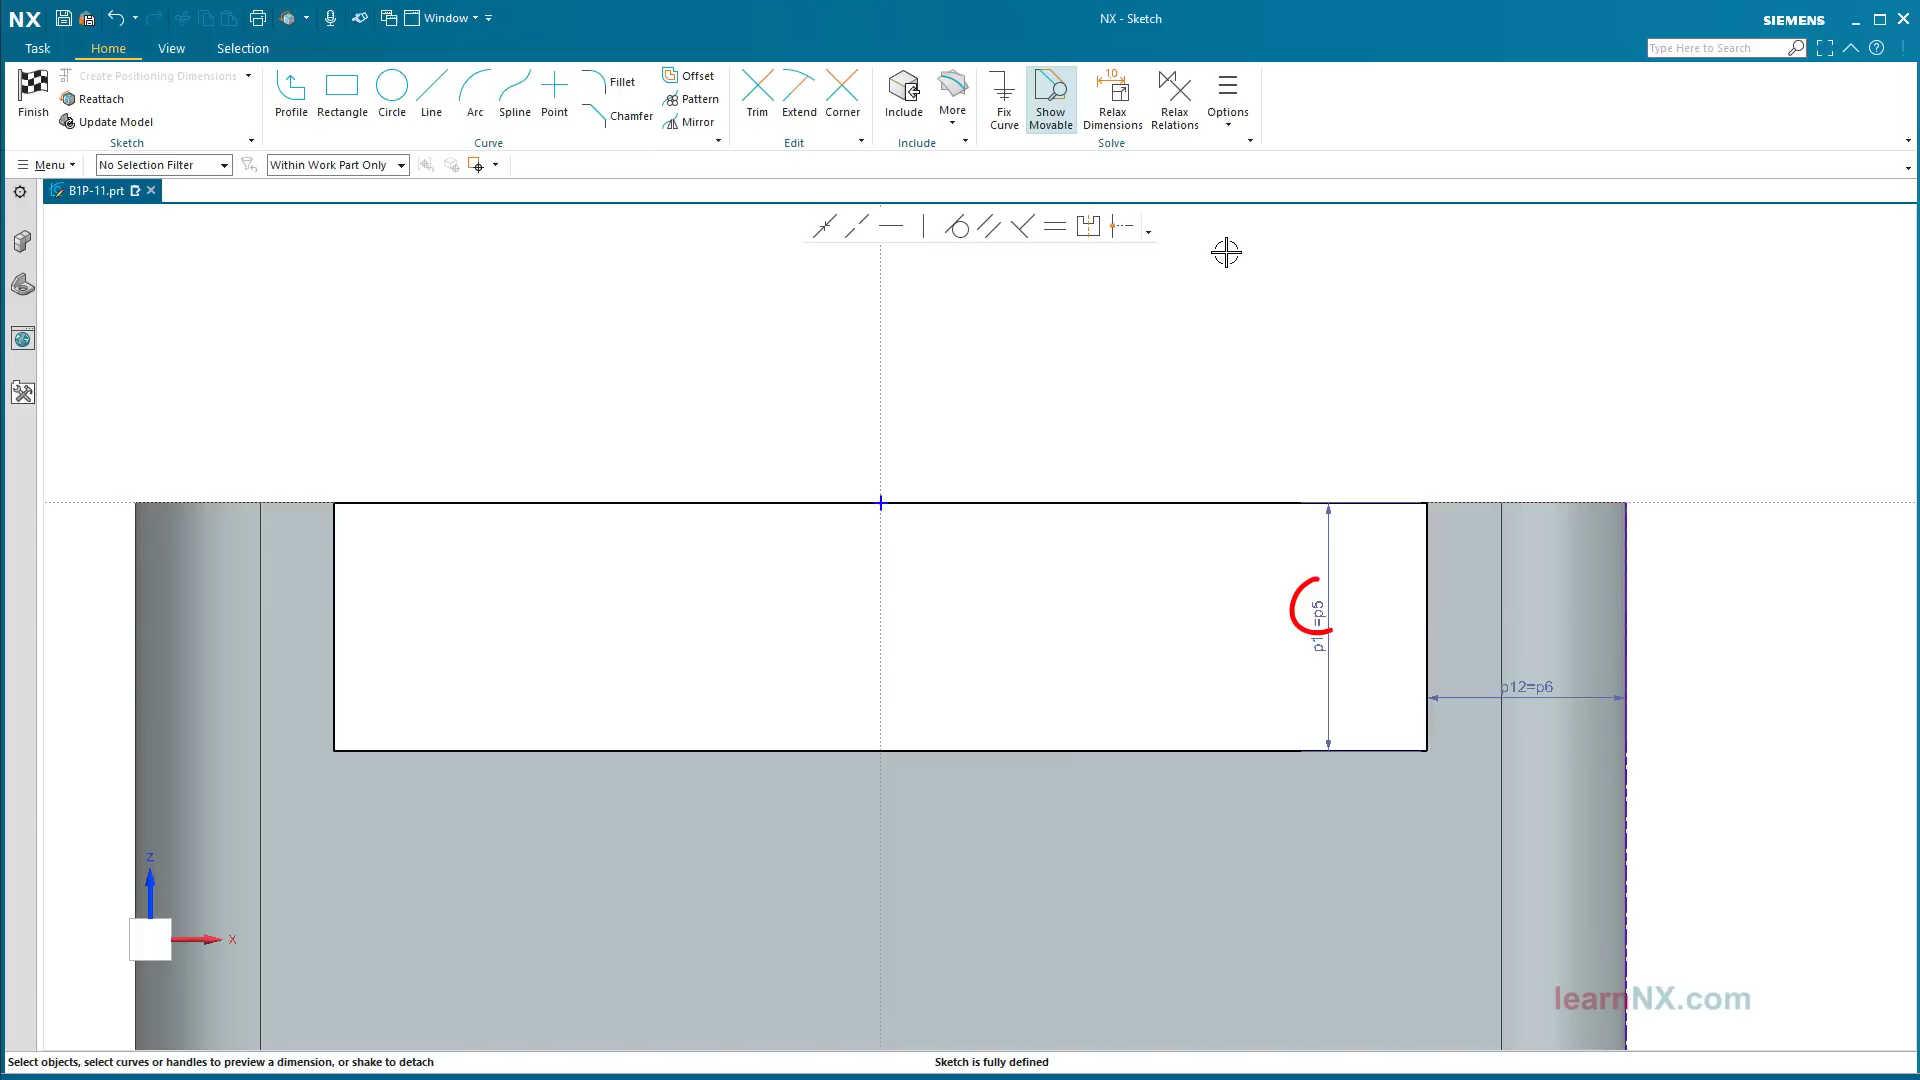 NX
Window
NX - Sketch
SIEMENS
Task
Home
View
Selection
Type Here to Search
Finish
Create Positioning Dimensions
Reattach
Update Model
Sketch
Profile
Rectangle
Circle
Line
Arc
Spline
Point
Fillet
Chamfer
Offset
Pattern
Mirror
Curve
Trim
Extend
Corner
Edit
Include
More
Include
Fix
Curve
Show
Movable
1,0
Relax
Dimensions
Relax
Relations
Options
Solve
Menu
No Selection Filter
Within Work Part Only
B1P-11.prt
=p5
p12=p6
Z
X
learnNX.com
Select objects, select curves or handles to preview a dimension, or shake to detach
Sketch is fully defined